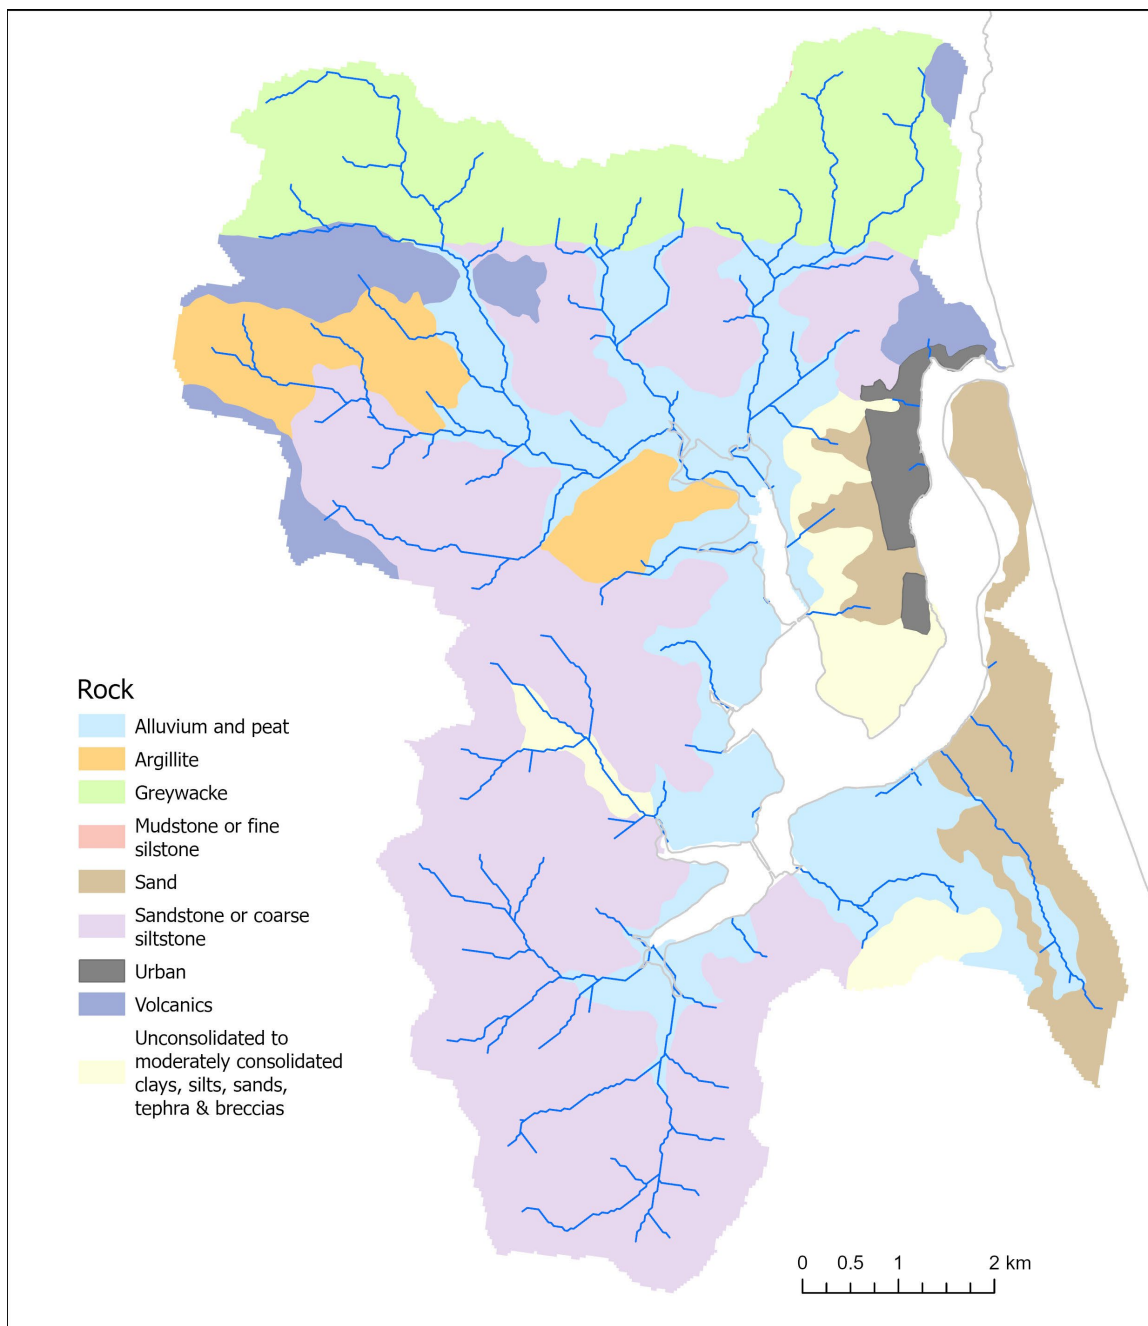 Rock
Alluvium and peat
Argillite
Greywacke
Mudstone or fine
silstone
Sand
Sandstone or coarse
siltstone
Urban
Volcanics
Unconsolidated to
moderately consolidated
clays, silts, sands,
tephra & breccias
0 0.5 1 2 km